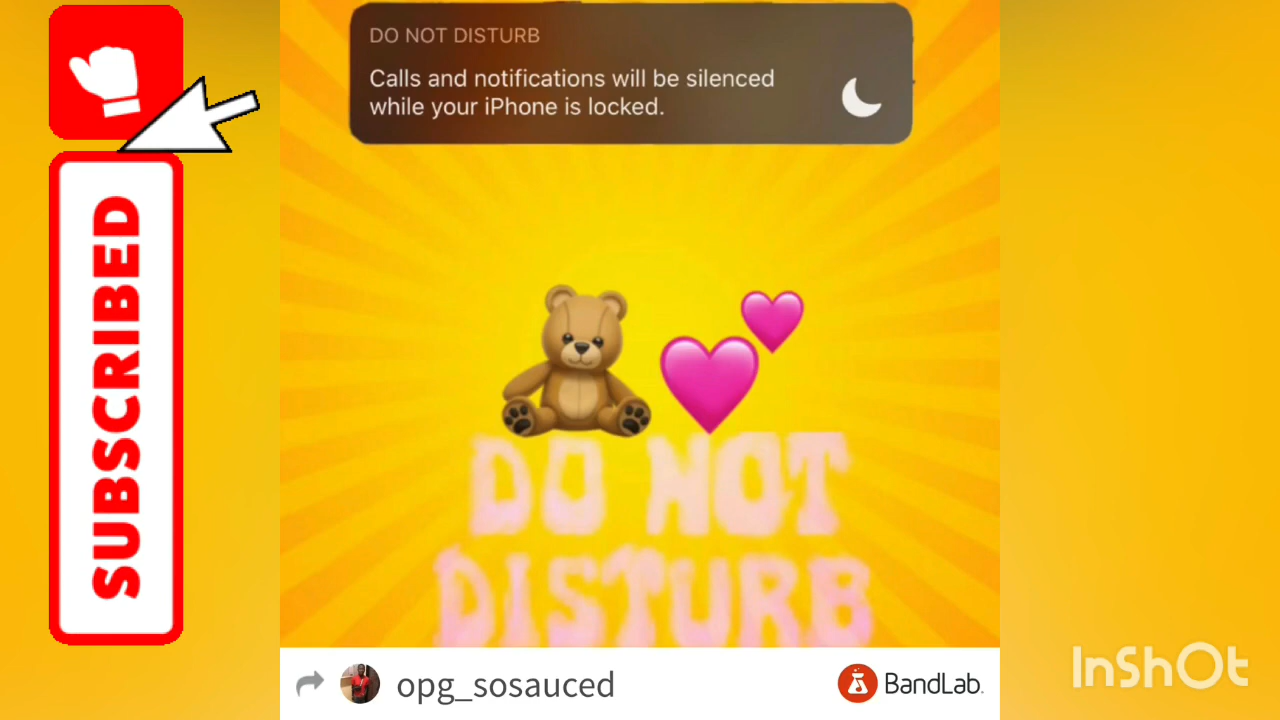 DO NOT DISTURB
Calls and notifications will be silenced
while your iPhone is locked.
SUBSCRIBED
DO NOT
DISTURB
opg_sosauced
BandLab.
InShOt